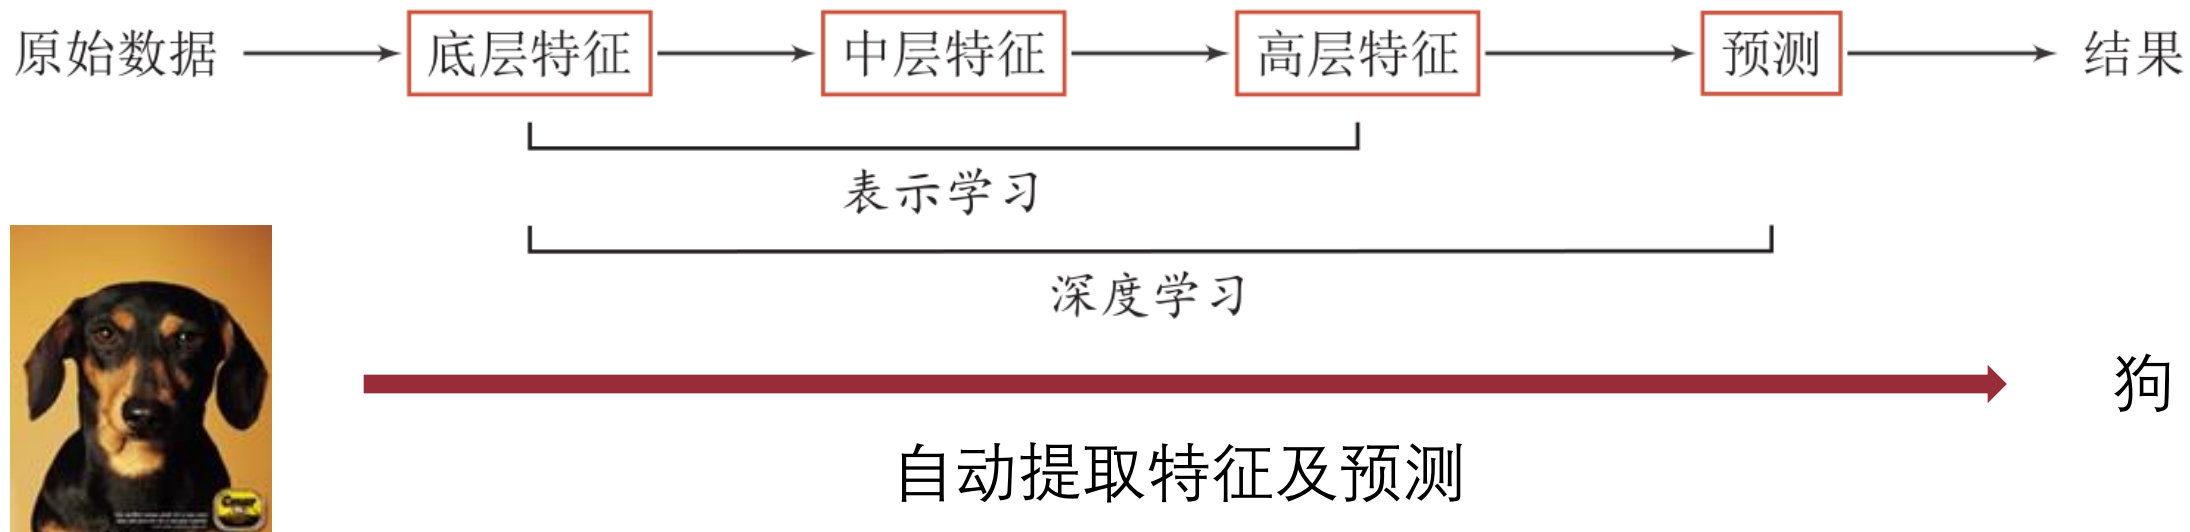 原始数据 底层特征 中层特征 高层特征 预测 结果
表示学习
深度学习
狗
自动提取特征及预测